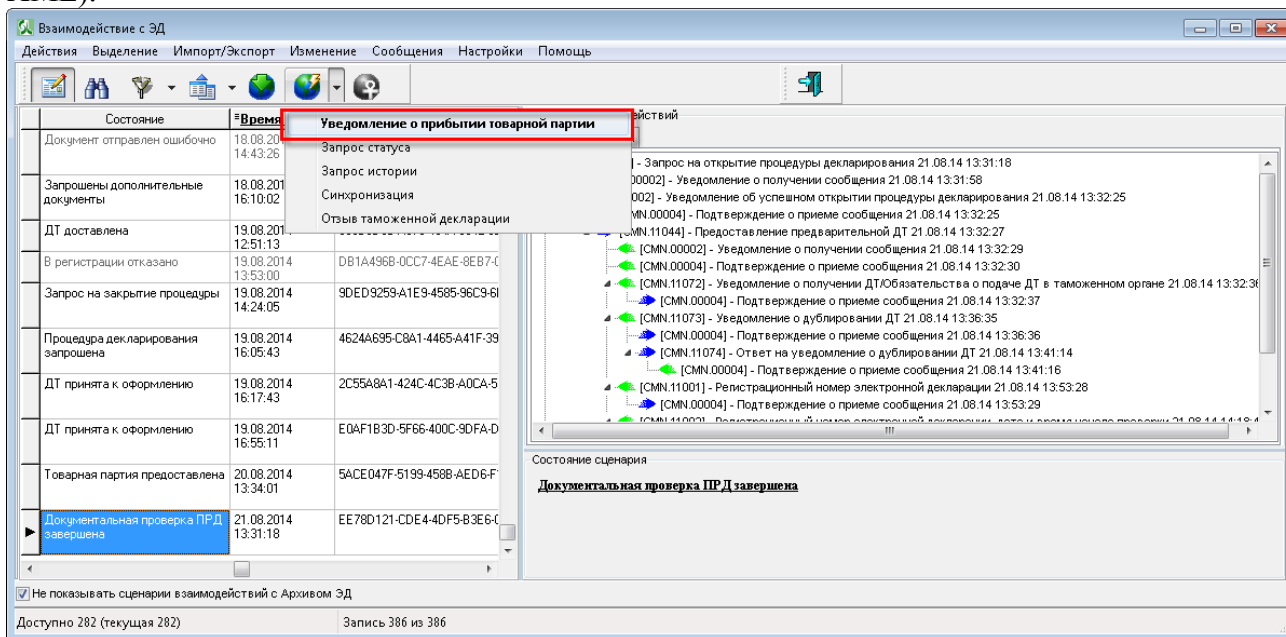 Взаимодействие с ЭД
Действия Выделение Импорт/Экспорт Изменение Сообщения Настройки Помощь
Состояние
Время
Документ отправлен ошибочно
18.08.20
14:43:26
Запрошены дополнительные документы
18.08.201
16:10:02
ДТ доставлена
19.08.2014
12:51:13
В регистрации отказано
19.08.2014
13:53:00
DB1A496B-0CC7-4EAE-8EB7-0
Запрос на закрытие процедуры
19.08.2014
14:24:05
9DED9259-A1E9-4585-96C9-6
Процедура декларирования запрошена
19.08.2014
16:05:43
4624A695-C8A1-4465-A41F-39
ДТ принята к оформлению
19.08.2014
16:17:43
2C55A8A1-424C-4C3B-A0CA-5
ДТ принята к оформлению
19.08.2014
16:55:11
E0AF1B3D-5F66-400C-9DFA-D
Товарная партия предоставлена
20.08.2014
13:34:01
5ACE047F-5199-458B-AED6-F
Документальная проверка ПРД завершена
21.08.2014
13:31:18
EE78D121-CDE4-4DF5-B3E6-0
Уведомление о прибытии товарной партии
Запрос статуса
Запрос истории
Синхронизация
Отзыв таможенной декларации
ействий
] - Запрос на открытие процедуры декларирования 21.08.14 13:31:18
00002] - Уведомление о получении сообщения 21.08.14 13:31:58
002] - Уведомление об успешном открытии процедуры декларирования 21.08.14 13:32:25
MN.00004] - Подтверждение о приеме сообщения 21.08.14 13:32:25
[CMN.11044] - Предоставление предварительной ДТ 21.08.14 13:32:27
[CMN.00002] - Уведомление о получении сообщения 21.08.14 13:32:29
[CMN.00004] - Подтверждение о приеме сообщения 21.08.14 13:32:30
[CMN.11072] - Уведомление о получении ДТ/Обязательства о подаче ДТ в таможенном органе 21.08.14 13:32:36
[CMN.00004] - Подтверждение о приеме сообщения 21.08.14 13:32:37
[CMN.11073] - Уведомление о дублировании ДТ 21.08.14 13:36:35
[CMN.00004] - Подтверждение о приеме сообщения 21.08.14 13:36:36
[CMN.11074] - Ответ на уведомление о дублировании ДТ 21.08.14 13:41:14
[CMN.00004] - Подтверждение о приеме сообщения 21.08.14 13:41:16
[CMN.11001] - Регистрационный номер электронной декларации 21.08.14 13:53:28
[CMN.00004] - Подтверждение о приеме сообщения 21.08.14 13:53:29
Состояние сценария
Документальная проверка ПРД завершена
Не показывать сценарии взаимодействий с Архивом ЭД
Доступно 282 (текущая 282)
Запись 386 из 386